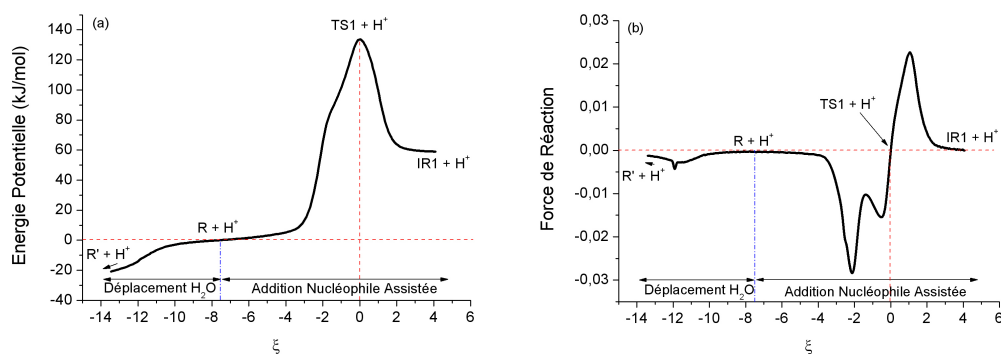 (a)
TS1 + H⁺
140
120
100
80
60
40
20
0
-20
-40
Energie Potentielle (kJ/mol)
IR1 + H⁺
R + H⁺
R' + H⁺
Déplacement H₂O
Addition Nucléophile Assistée
-14 -12 -10 -8 -6 -4 -2 0 2 4 6
ξ
(b)
0,03
0,02
0,01
0,00
-0,01
-0,02
-0,03
Force de Réaction
TS1 + H⁺
R + H⁺
IR1 + H⁺
R' + H⁺
Déplacement H₂O
Addition Nucléophile Assistée
-14 -12 -10 -8 -6 -4 -2 0 2 4 6
ξ